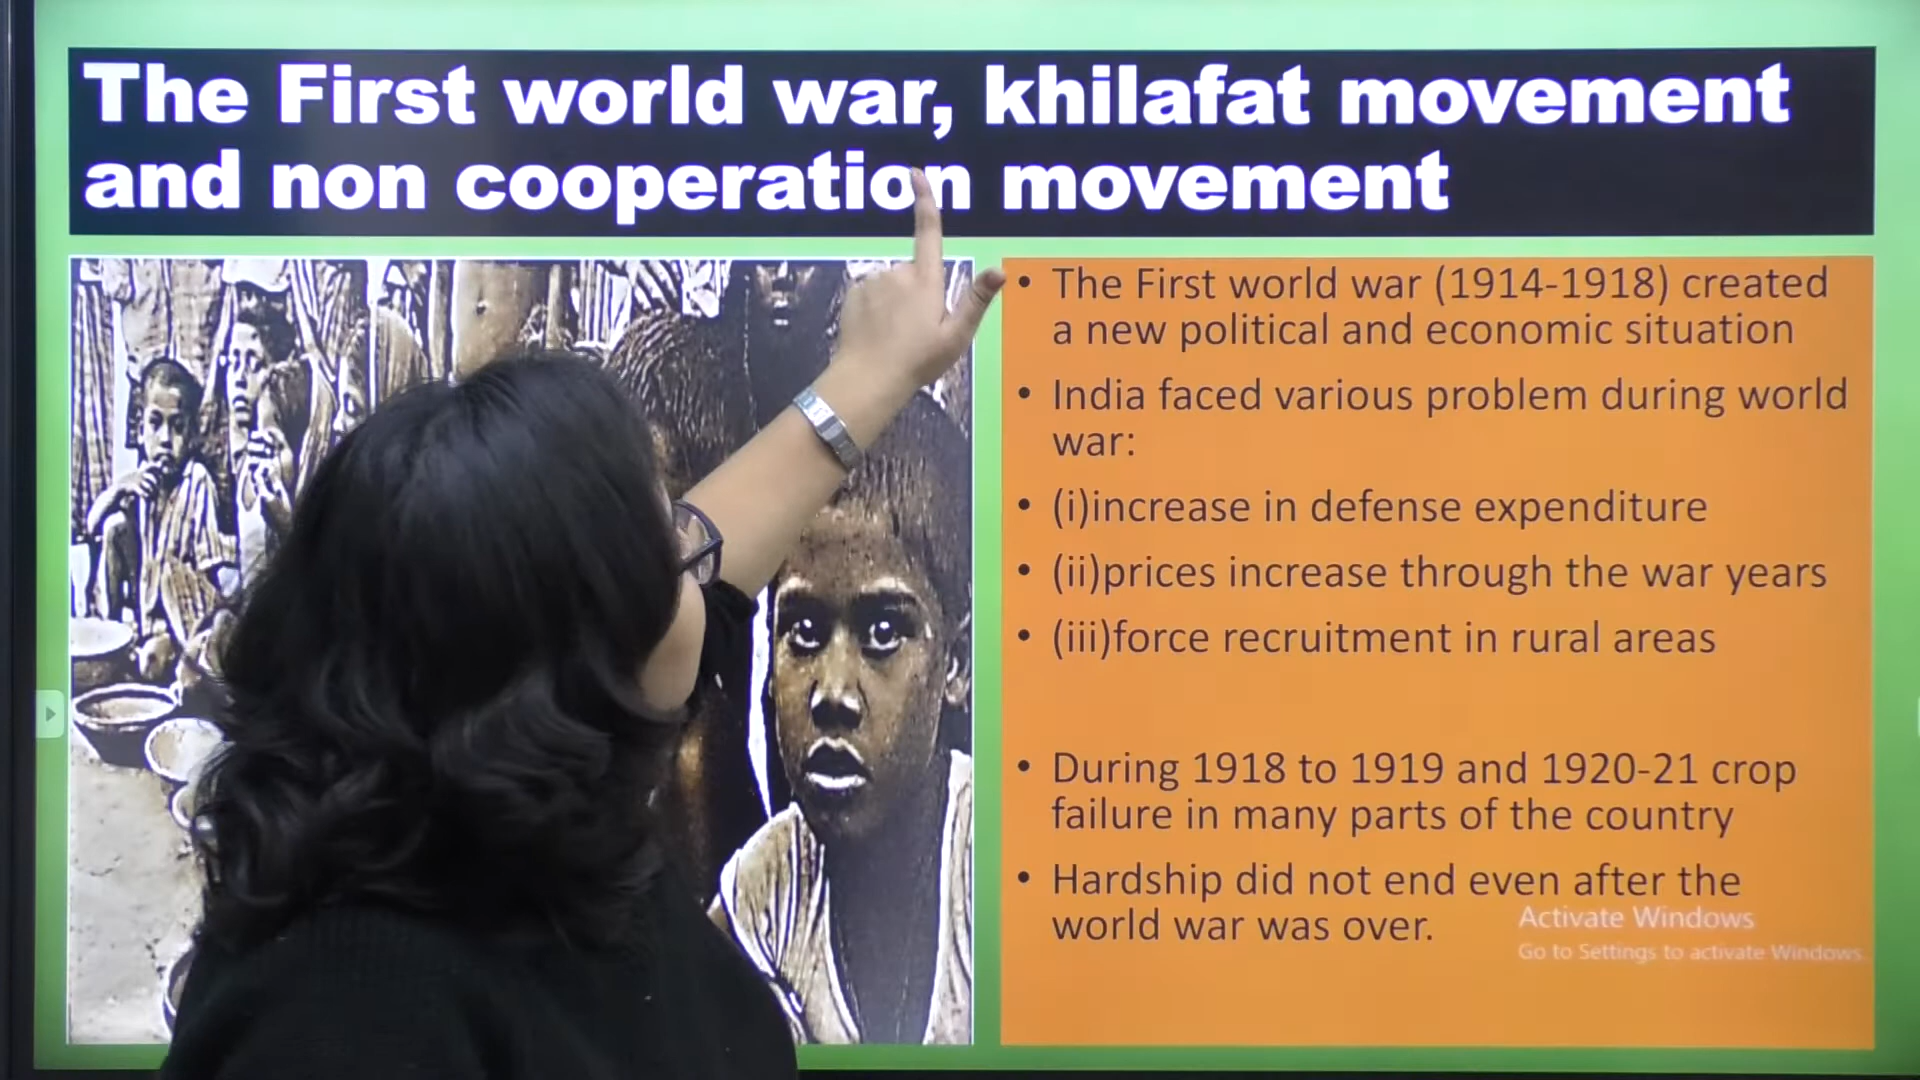 The First world war, khilafat movement
and non cooperation movement
• The First world war (1914-1918) created
a new political and economic situation
• India faced various problem during world
war:
• (i)increase in defense expenditure
• (ii)prices increase through the war years
• (iii)force recruitment in rural areas
• During 1918 to 1919 and 1920-21 crop
failure in many parts of the country
• Hardship did not end even after the
world war was over.
Activate Windows
Go to Settings to activate Windows.